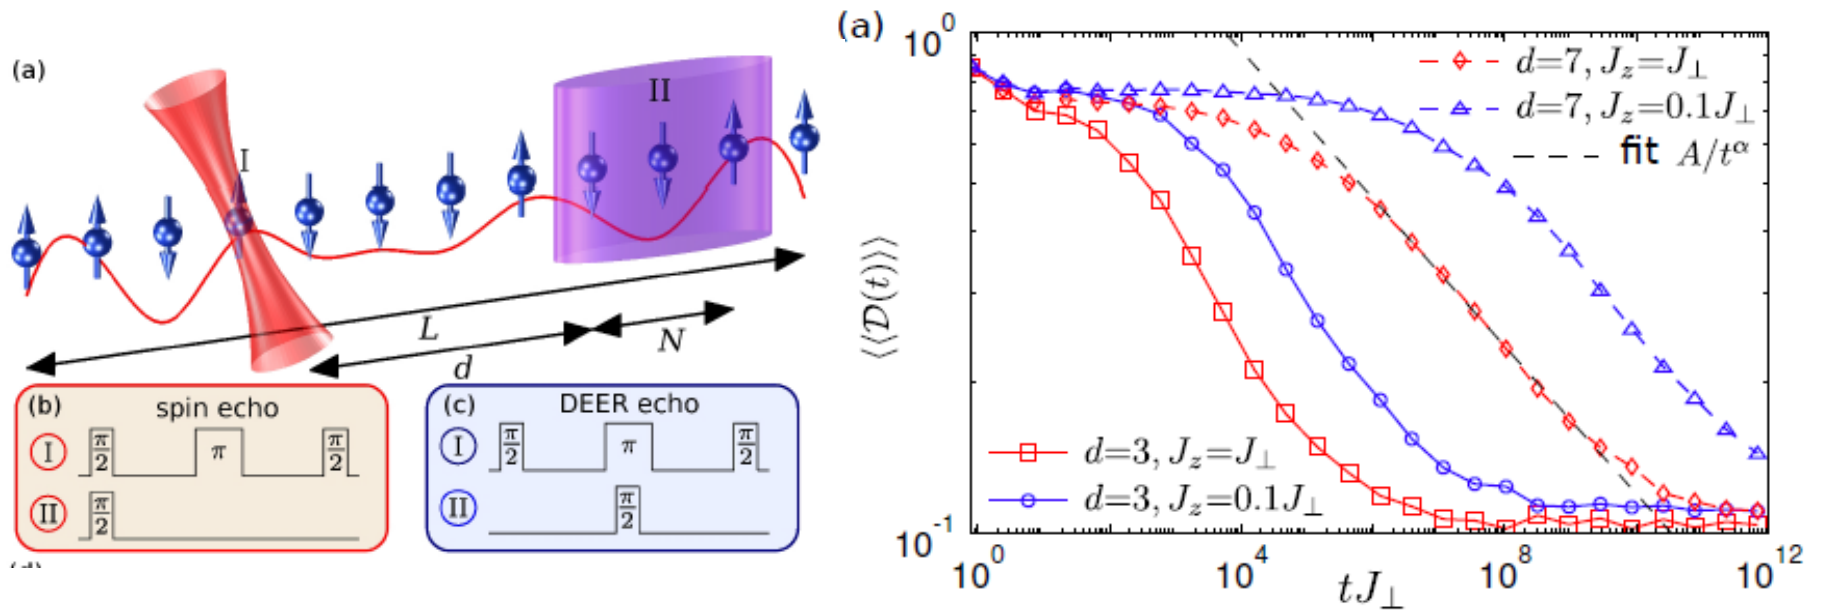 (a)
I
II
L
d
N
(b) spin echo
I π/2 π π/2
II π/2
(c) DEER echo
I π/2 π π/2
II π/2
(a)
10^0
d=7, J_z=J_⊥
d=7, J_z=0.1J_⊥
fit A/t^α
⟨⟨D(t)⟩⟩
d=3, J_z=J_⊥
d=3, J_z=0.1J_⊥
10^-1
10^0 10^4 10^8 10^12
tJ_⊥